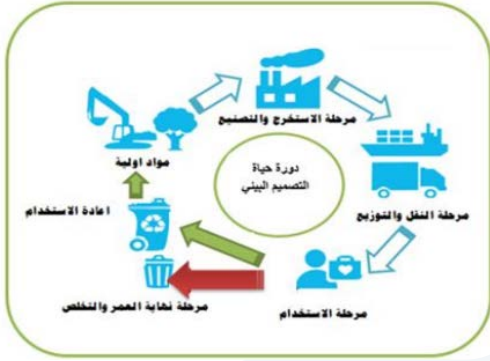 مرحلة الاستخرج والتصنيع
مواد اولية
دورة حياة
التصميم البيئي
اعادة الاستخدام
مرحلة النقل والتوزيع
مرحلة نهاية العمر والتخلص
مرحلة الاستخدام